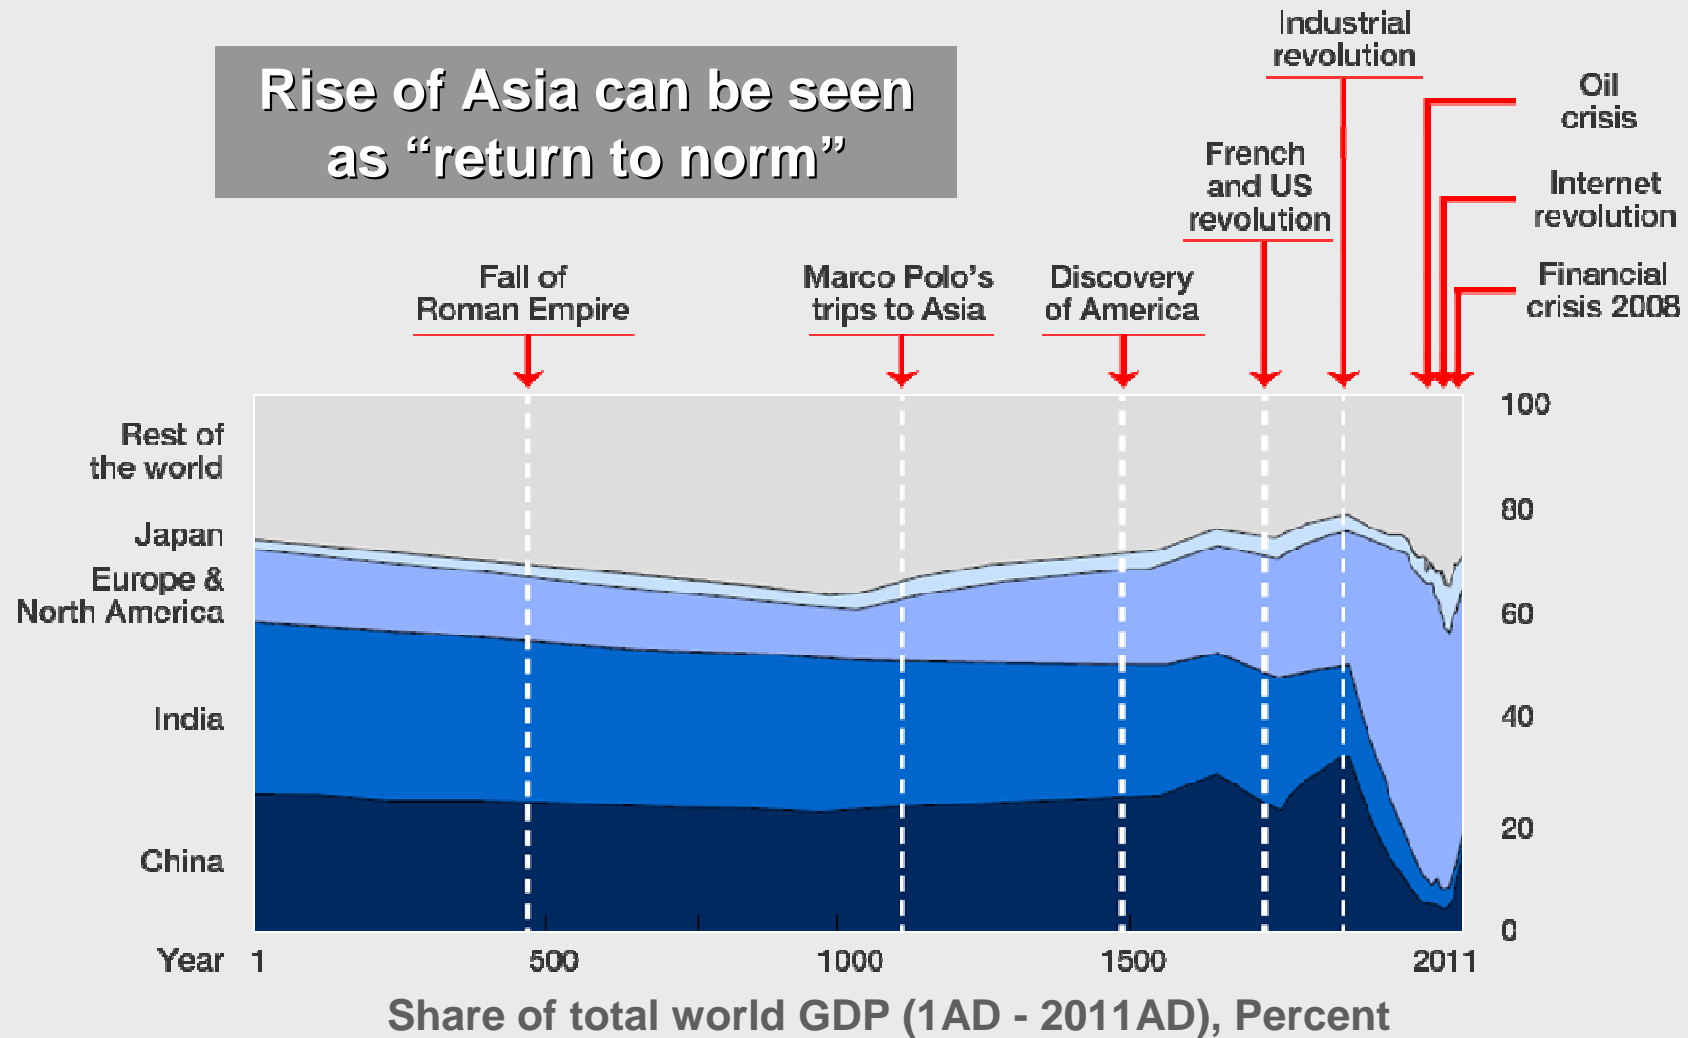 Rise of Asia can be seen
as “return to norm”
Industrial
revolution
Oil
crisis
French
and US
revolution
Internet
revolution
Fall of
Roman Empire
Marco Polo’s
trips to Asia
Discovery
of America
Financial
crisis 2008
100
80
60
40
20
0
Rest of
the world
Japan
Europe &
North America
India
China
Year 1 500 1000 1500 2011
Share of total world GDP (1AD - 2011AD), Percent